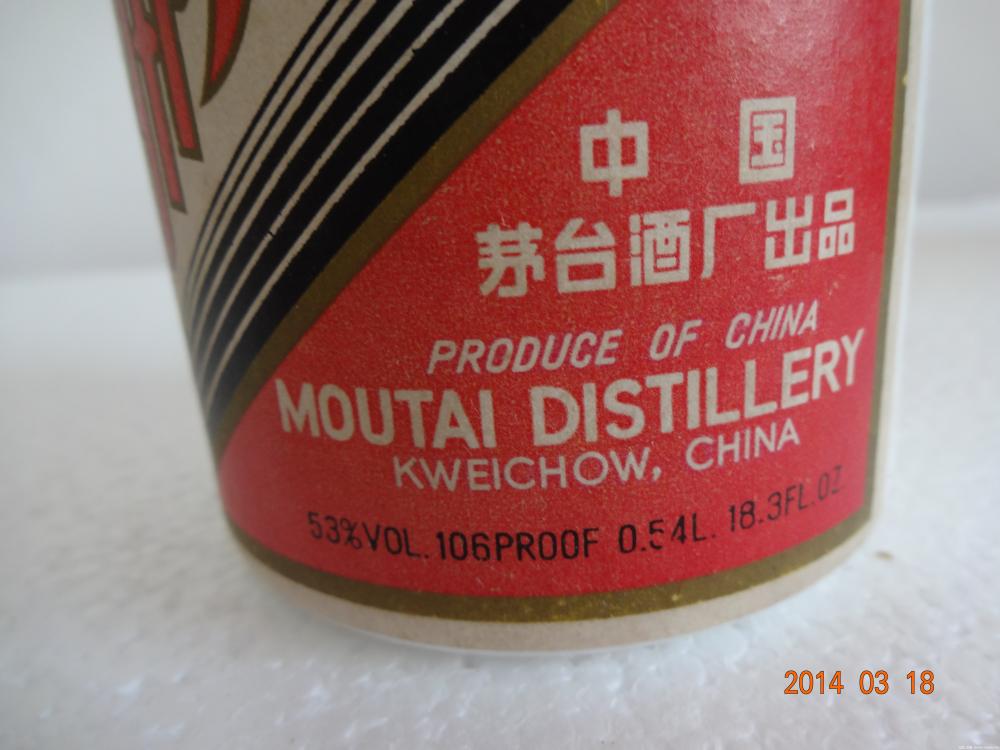 中国
茅台酒厂出品
PRODUCE OF CHINA
MOUTAI DISTILLERY
KWEICHOW, CHINA
53%VOL. 106PROOF 0.54L. 18.3FL.OZ.
2014 03 18